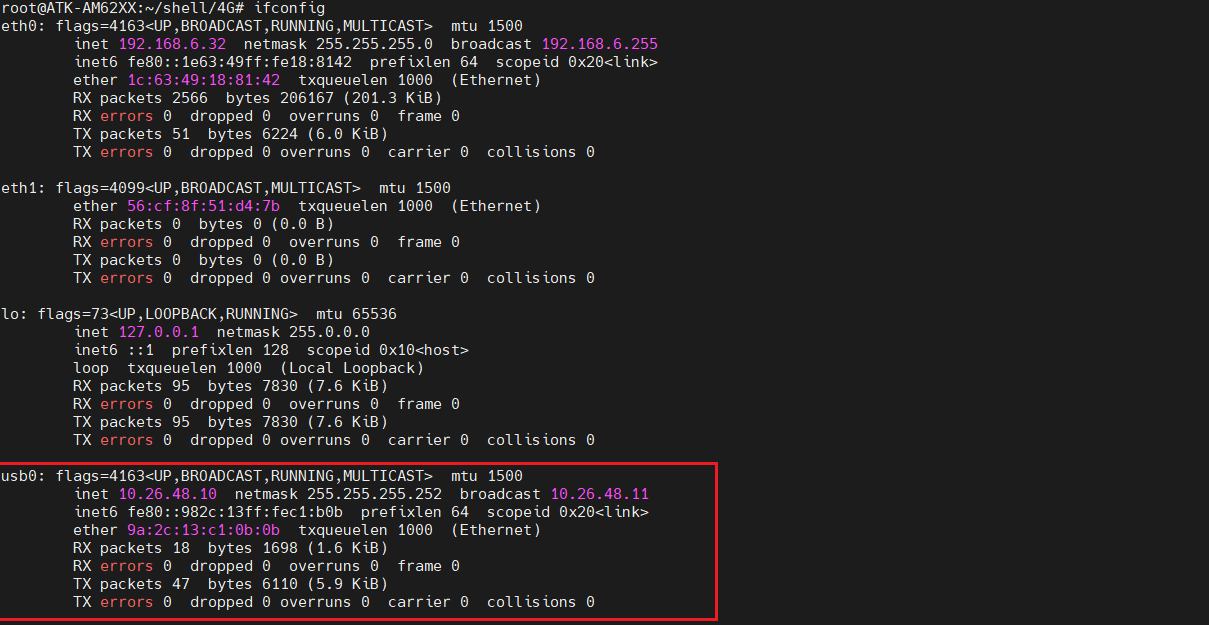 root@ATK-AM62XX:~/shell/4G# ifconfig
eth0: flags=4163<UP,BROADCAST,RUNNING,MULTICAST>  mtu 1500
        inet 192.168.6.32  netmask 255.255.255.0  broadcast 192.168.6.255
        inet6 fe80::1e63:49ff:fe18:8142  prefixlen 64  scopeid 0x20<link>
        ether 1c:63:49:18:81:42  txqueuelen 1000  (Ethernet)
        RX packets 2566  bytes 206167 (201.3 KiB)
        RX errors 0  dropped 0  overruns 0  frame 0
        TX packets 51  bytes 6224 (6.0 KiB)
        TX errors 0  dropped 0 overruns 0  carrier 0  collisions 0

eth1: flags=4099<UP,BROADCAST,MULTICAST>  mtu 1500
        ether 56:cf:8f:51:d4:7b  txqueuelen 1000  (Ethernet)
        RX packets 0  bytes 0 (0.0 B)
        RX errors 0  dropped 0  overruns 0  frame 0
        TX packets 0  bytes 0 (0.0 B)
        TX errors 0  dropped 0 overruns 0  carrier 0  collisions 0

lo: flags=73<UP,LOOPBACK,RUNNING>  mtu 65536
        inet 127.0.0.1  netmask 255.0.0.0
        inet6 ::1  prefixlen 128  scopeid 0x10<host>
        loop  txqueuelen 1000  (Local Loopback)
        RX packets 95  bytes 7830 (7.6 KiB)
        RX errors 0  dropped 0  overruns 0  frame 0
        TX packets 95  bytes 7830 (7.6 KiB)
        TX errors 0  dropped 0 overruns 0  carrier 0  collisions 0

usb0: flags=4163<UP,BROADCAST,RUNNING,MULTICAST>  mtu 1500
        inet 10.26.48.10  netmask 255.255.255.252  broadcast 10.26.48.11
        inet6 fe80::982c:13ff:fec1:b0b  prefixlen 64  scopeid 0x20<link>
        ether 9a:2c:13:c1:0b:0b  txqueuelen 1000  (Ethernet)
        RX packets 18  bytes 1698 (1.6 KiB)
        RX errors 0  dropped 0  overruns 0  frame 0
        TX packets 47  bytes 6110 (5.9 KiB)
        TX errors 0  dropped 0 overruns 0  carrier 0  collisions 0